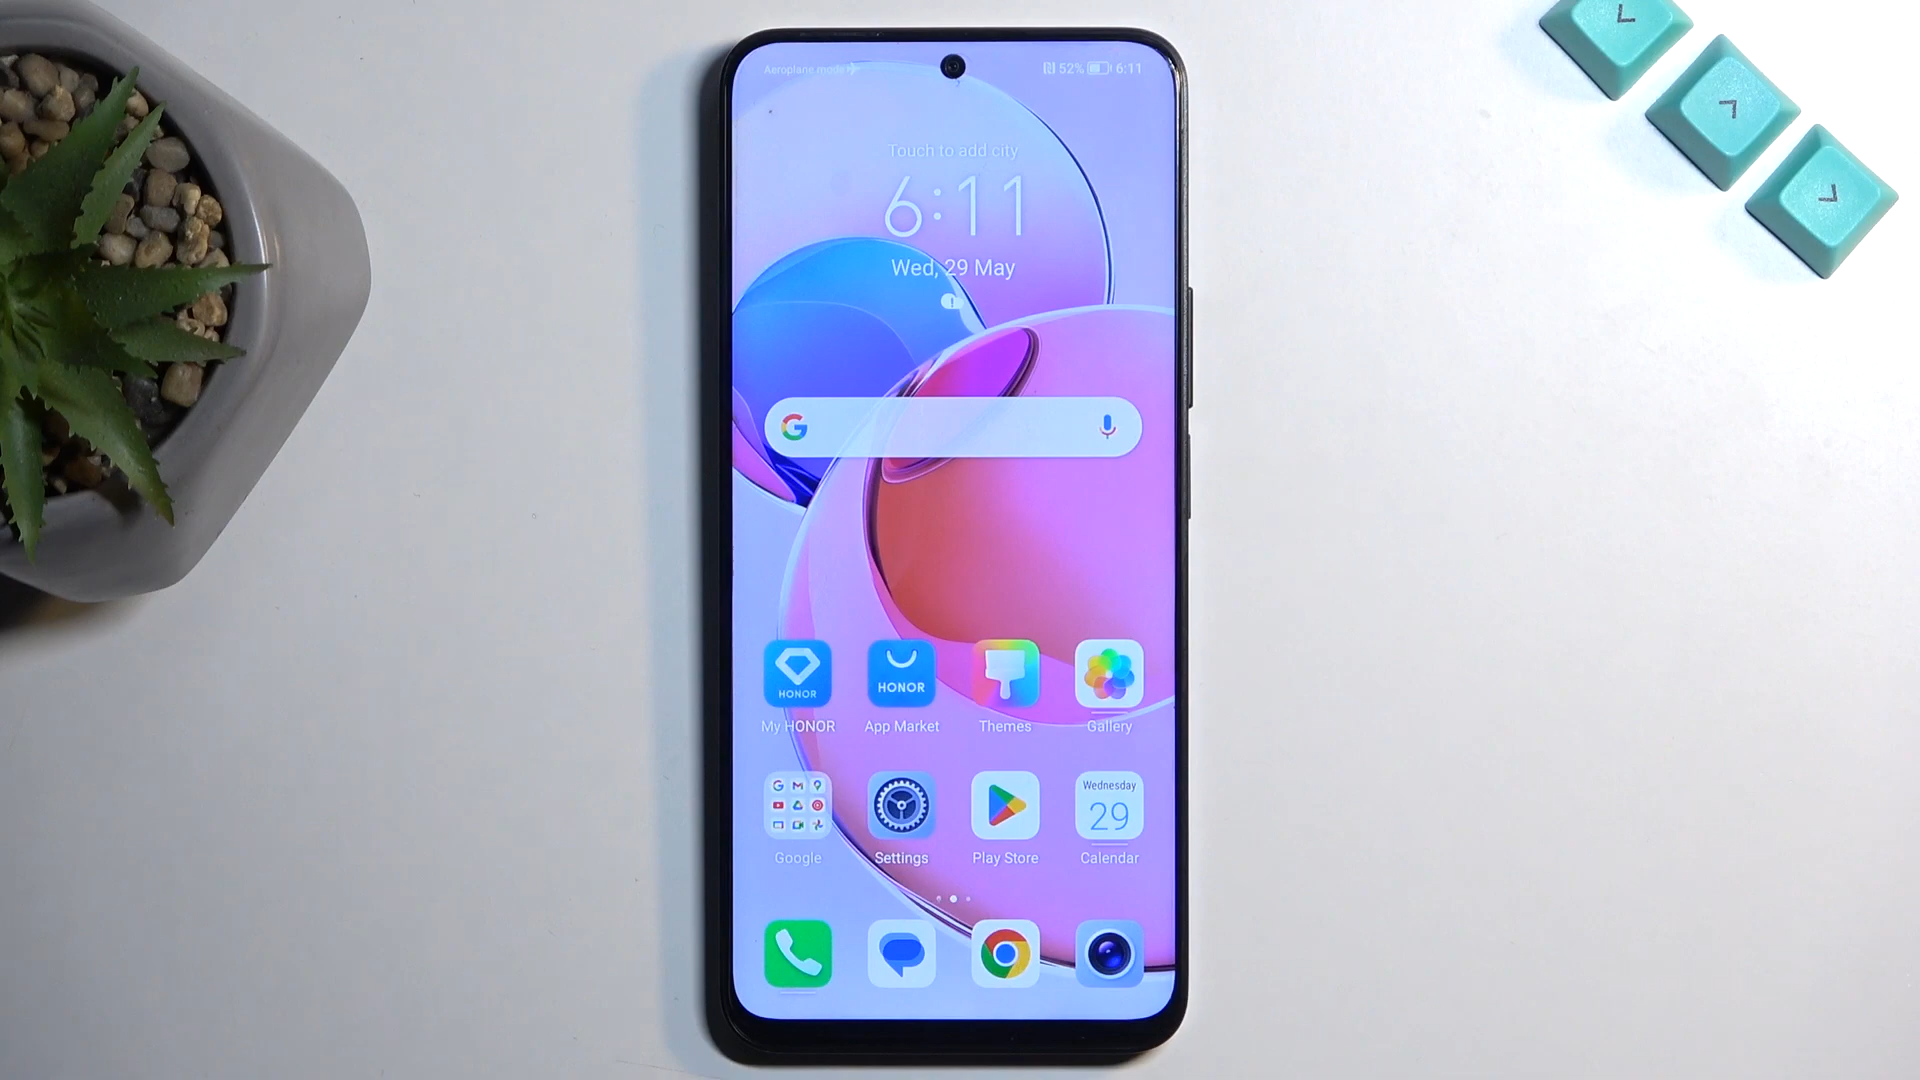 Aeroplane mode 52% 6:11
Touch to add city
6:11
Wed, 29 May
HONOR HONOR
My HONOR App Market Themes Gallery
Wednesday
29
Google Settings Play Store Calendar